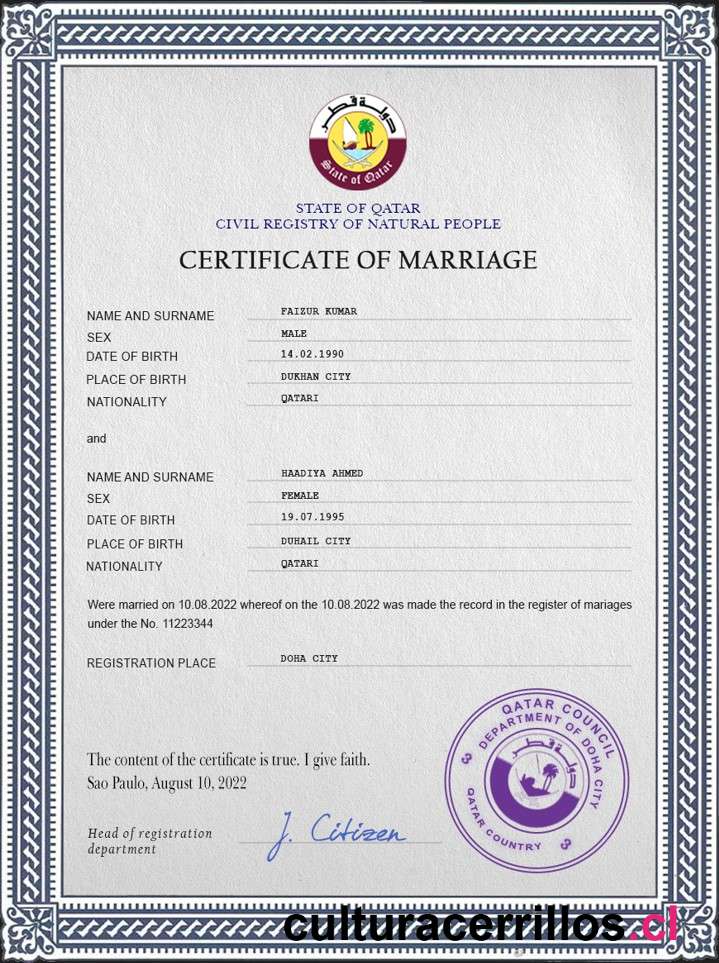 دولة قطر
State of Qatar
STATE OF QATAR
CIVIL REGISTRY OF NATURAL PEOPLE
CERTIFICATE OF MARRIAGE
NAME AND SURNAME FAIZUR KUMAR
SEX MALE
DATE OF BIRTH 14.02.1990
PLACE OF BIRTH DUKHAN CITY
NATIONALITY QATARI
and
NAME AND SURNAME HAADIYA AHMED
SEX FEMALE
DATE OF BIRTH 19.07.1995
PLACE OF BIRTH DUHAIL CITY
NATIONALITY QATARI
Were married on 10.08.2022 whereof on the 10.08.2022 was made the record in the register of mariages
under the No. 11223344
REGISTRATION PLACE DOHA CITY
QATAR COUNCIL
DEPARTMENT OF DOHA CITY
دولة قطر
QATAR COUNTRY
3 3
The content of the certificate is true. I give faith.
Sao Paulo, August 10, 2022
Head of registration
department
J. Citizen
culturacerrillos.cl